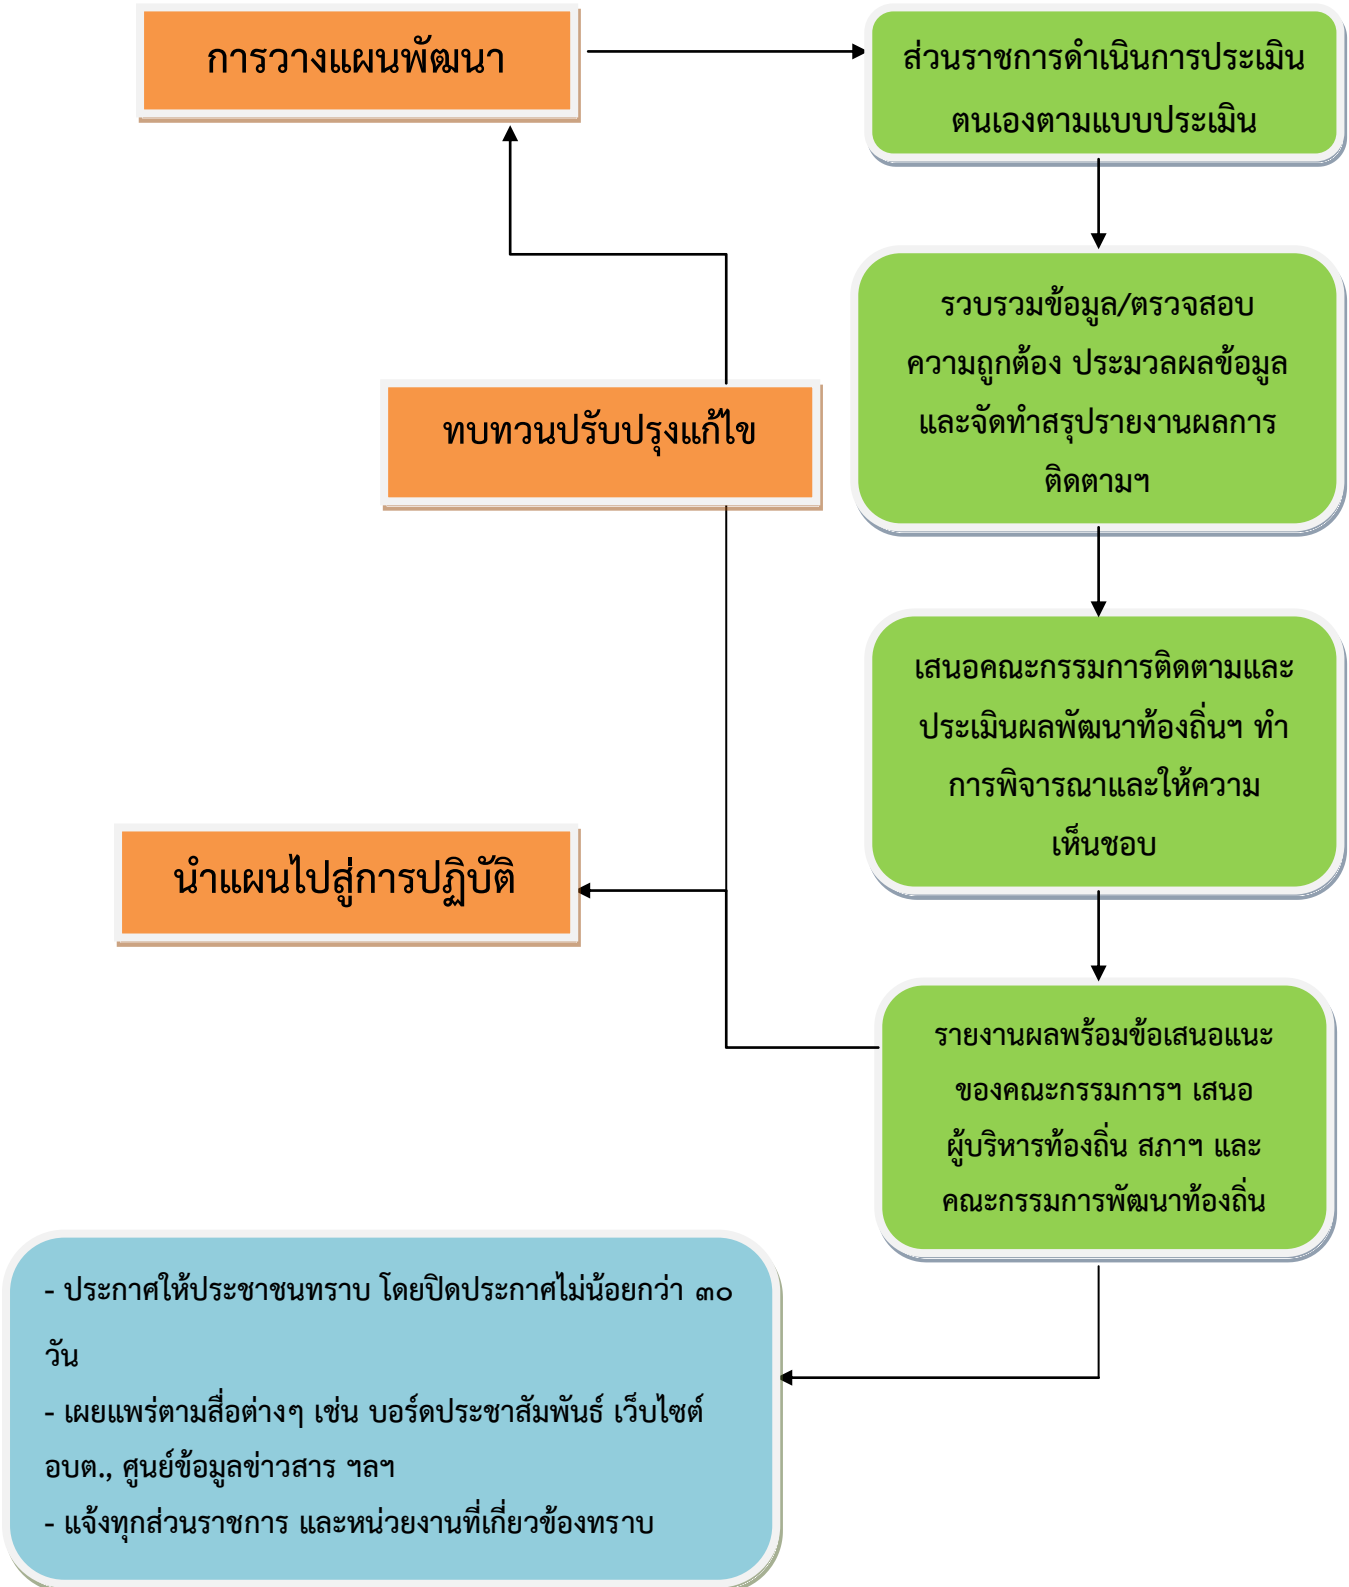 การวางแผนพัฒนา
ส่วนราชการดำเนินการประเมิน
ตนเองตามแบบประเมิน
รวบรวมข้อมูล/ตรวจสอบ
ความถูกต้อง ประมวลผลข้อมูล
และจัดทำสรุปรายงานผลการ
ติดตามฯ
ทบทวนปรับปรุงแก้ไข
เสนอคณะกรรมการติดตามและ
ประเมินผลพัฒนาท้องถิ่นฯ ทำ
การพิจารณาและให้ความ
เห็นชอบ
นำแผนไปสู่การปฏิบัติ
รายงานผลพร้อมข้อเสนอแนะ
ของคณะกรรมการฯ เสนอ
ผู้บริหารท้องถิ่น สภาฯ และ
คณะกรรมการพัฒนาท้องถิ่น
- ประกาศให้ประชาชนทราบ โดยปิดประกาศไม่น้อยกว่า ๓๐
วัน
- เผยแพร่ตามสื่อต่างๆ เช่น บอร์ดประชาสัมพันธ์ เว็บไซต์
อบต., ศูนย์ข้อมูลข่าวสาร ฯลฯ
- แจ้งทุกส่วนราชการ และหน่วยงานที่เกี่ยวข้องทราบ